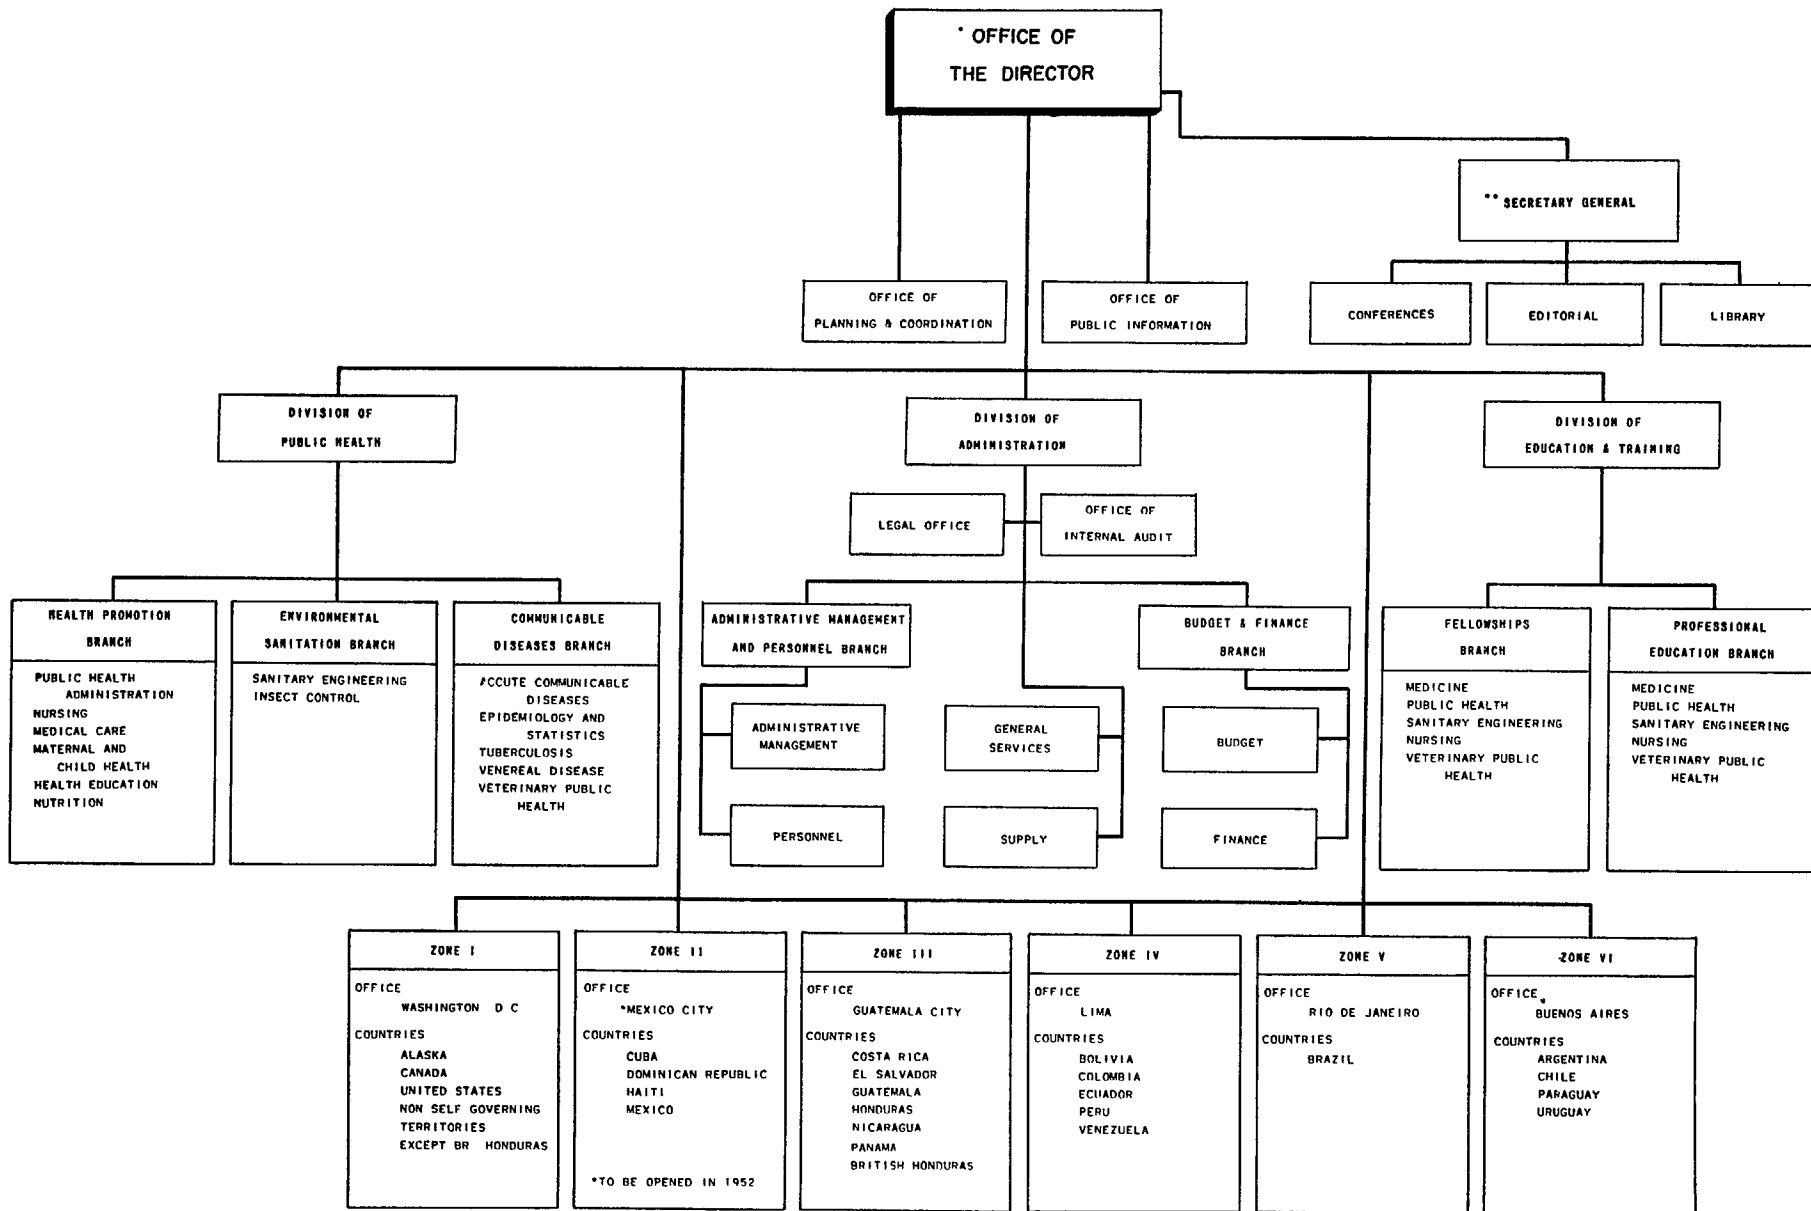 * OFFICE OF
THE DIRECTOR
** SECRETARY GENERAL
OFFICE OF
PLANNING & COORDINATION
OFFICE OF
PUBLIC INFORMATION
CONFERENCES
EDITORIAL
LIBRARY
DIVISION OF
PUBLIC HEALTH
DIVISION OF
ADMINISTRATION
DIVISION OF
EDUCATION & TRAINING
LEGAL OFFICE
OFFICE OF
INTERNAL AUDIT
HEALTH PROMOTION
BRANCH
PUBLIC HEALTH
ADMINISTRATION
NURSING
MEDICAL CARE
MATERNAL AND
CHILD HEALTH
HEALTH EDUCATION
NUTRITION
ENVIRONMENTAL
SANITATION BRANCH
SANITARY ENGINEERING
INSECT CONTROL
COMMUNICABLE
DISEASES BRANCH
ACCUTE COMMUNICABLE
DISEASES
EPIDEMIOLOGY AND
STATISTICS
TUBERCULOSIS
VENEREAL DISEASE
VETERINARY PUBLIC
HEALTH
ADMINISTRATIVE MANAGEMENT
AND PERSONNEL BRANCH
ADMINISTRATIVE
MANAGEMENT
PERSONNEL
GENERAL
SERVICES
SUPPLY
BUDGET & FINANCE
BRANCH
BUDGET
FINANCE
FELLOWSHIPS
BRANCH
MEDICINE
PUBLIC HEALTH
SANITARY ENGINEERING
NURSING
VETERINARY PUBLIC
HEALTH
PROFESSIONAL
EDUCATION BRANCH
MEDICINE
PUBLIC HEALTH
SANITARY ENGINEERING
NURSING
VETERINARY PUBLIC
HEALTH
ZONE I
OFFICE
WASHINGTON D C
COUNTRIES
ALASKA
CANADA
UNITED STATES
NON SELF GOVERNING
TERRITORIES
EXCEPT BR HONDURAS
ZONE II
OFFICE
*MEXICO CITY
COUNTRIES
CUBA
DOMINICAN REPUBLIC
HAITI
MEXICO
*TO BE OPENED IN 1952
ZONE III
OFFICE
GUATEMALA CITY
COUNTRIES
COSTA RICA
EL SALVADOR
GUATEMALA
HONDURAS
NICARAGUA
PANAMA
BRITISH HONDURAS
ZONE IV
OFFICE
LIMA
COUNTRIES
BOLIVIA
COLOMBIA
ECUADOR
PERU
VENEZUELA
ZONE V
OFFICE
RIO DE JANEIRO
COUNTRIES
BRAZIL
ZONE VI
OFFICE
*BUENOS AIRES
COUNTRIES
ARGENTINA
CHILE
PARAGUAY
URUGUAY